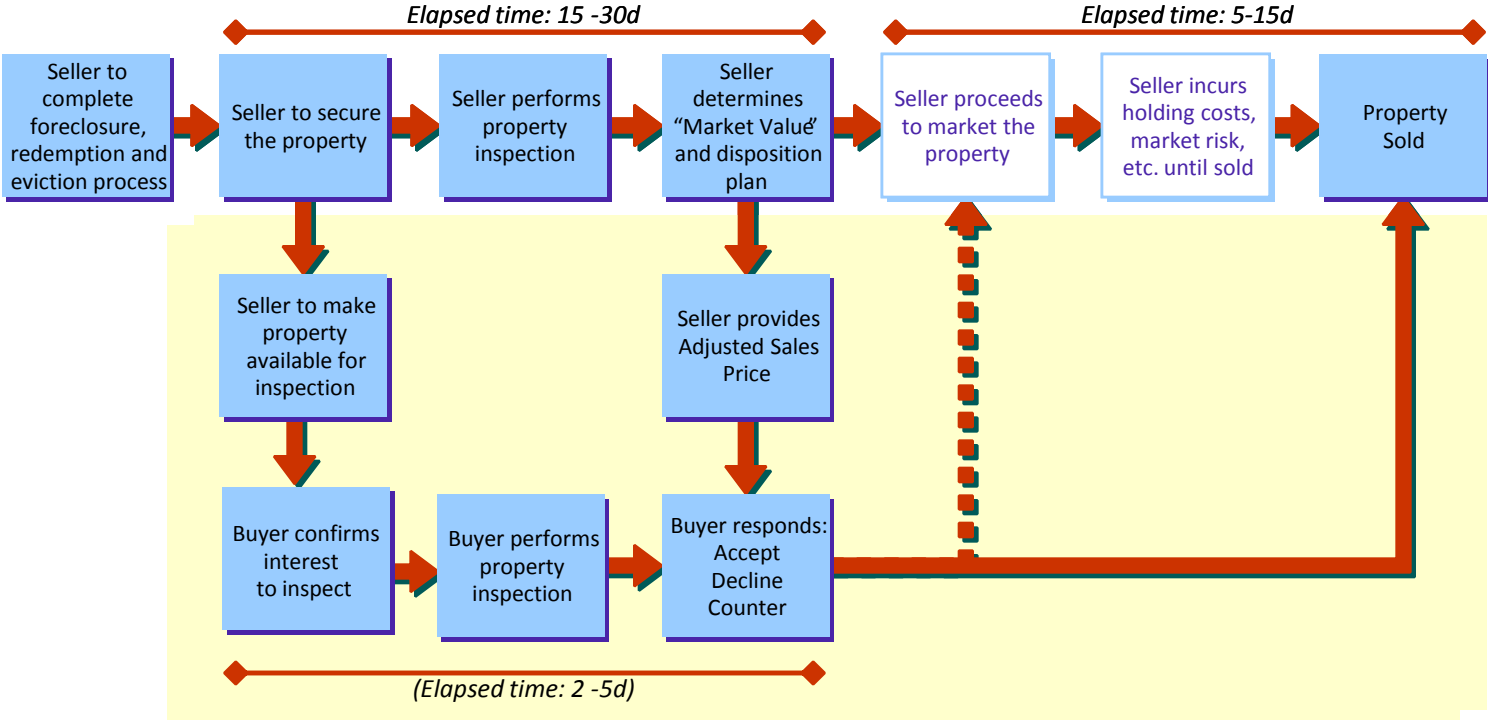 Elapsed time: 15 -30d
Elapsed time: 5-15d
Seller to
complete
foreclosure,
redemption and
eviction process
Seller to secure
the property
Seller performs
property
inspection
Seller
determines
“Market Value”
and disposition
plan
Seller proceeds
to market the
property
Seller incurs
holding costs,
market risk,
etc. until sold
Property
Sold
Seller to make
property
available for
inspection
Seller provides
Adjusted Sales
Price
Buyer confirms
interest
to inspect
Buyer performs
property
inspection
Buyer responds:
Accept
Decline
Counter
(Elapsed time: 2 -5d)